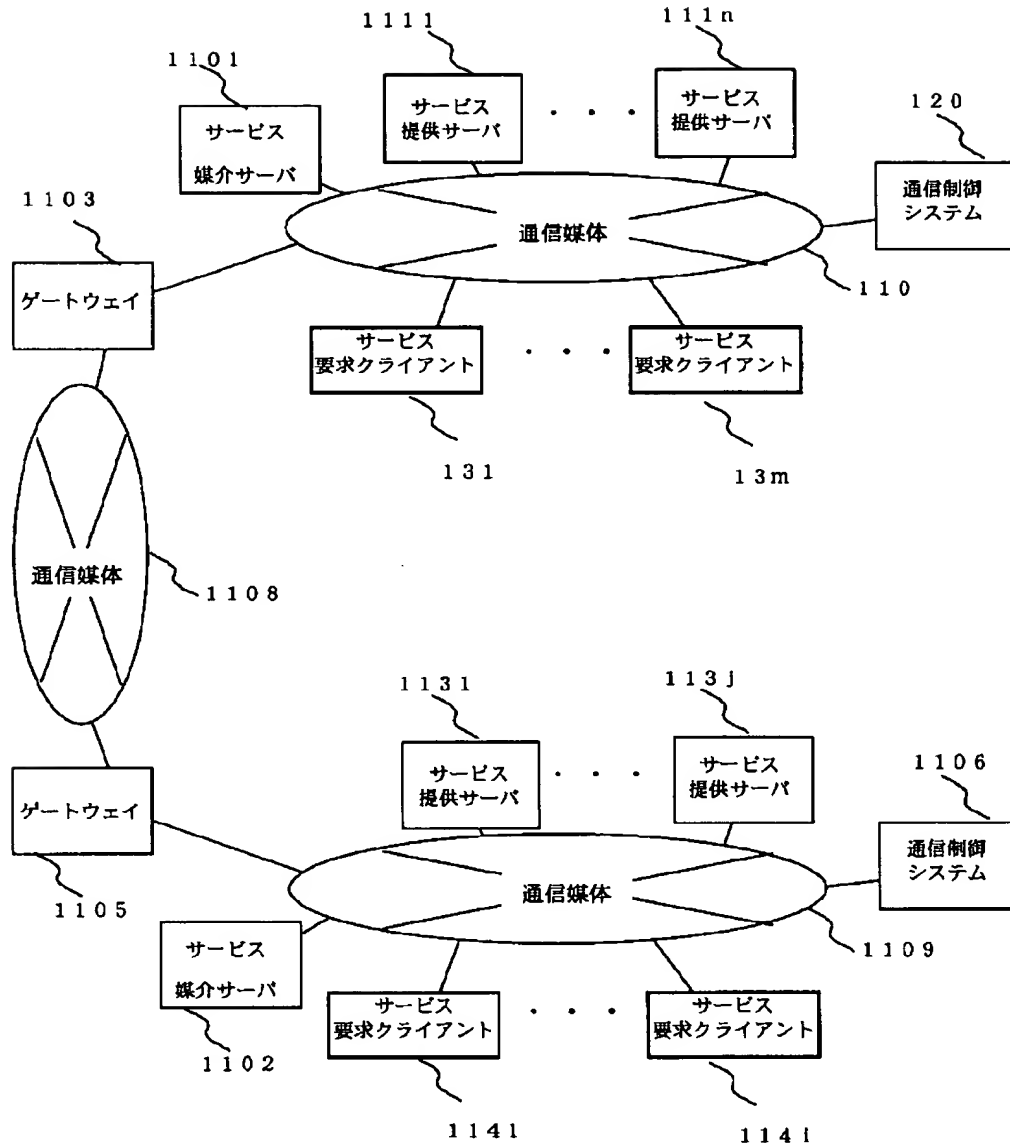 1111
111n
1101
サービス
提供サーバ
・・・
サービス
提供サーバ
120
サービス
媒介サーバ
通信制御
システム
1103
通信媒体
ゲートウェイ
110
サービス
要求クライアント
・・・
サービス
要求クライアント
131
13m
通信媒体
1108
1131
113j
サービス
提供サーバ
・・・
サービス
提供サーバ
1106
ゲートウェイ
通信制御
システム
通信媒体
1105
1109
サービス
媒介サーバ
サービス
要求クライアント
・・・
サービス
要求クライアント
1102
1141
114i